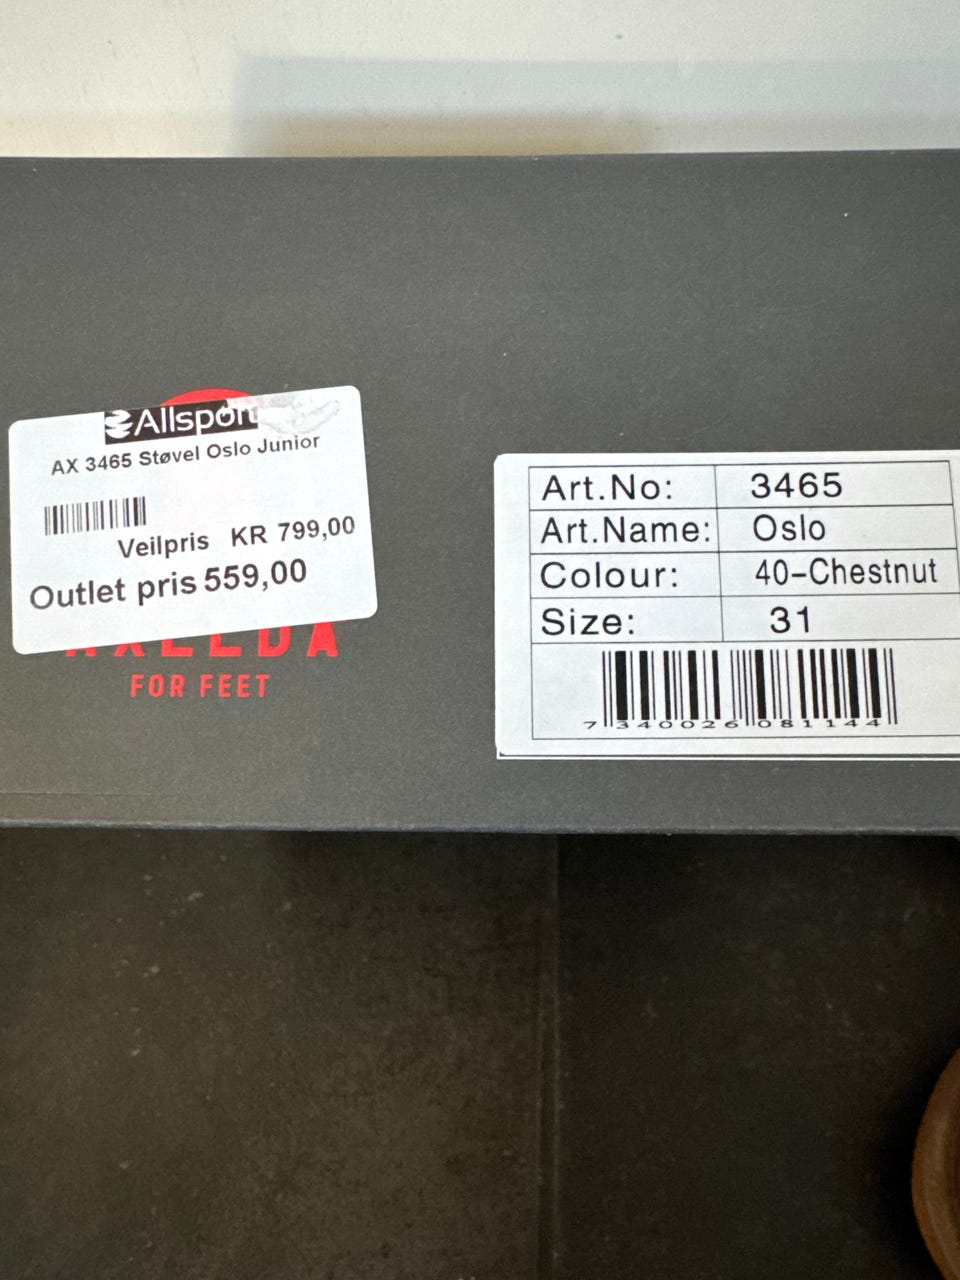 Allsport
AX 3465 Støvel Oslo Junior
Veilpris KR 799,00
Outlet pris 559,00
FOR FEET
Art.No: 3465
Art.Name: Oslo
Colour: 40-Chestnut
Size: 31
7 340026 081144